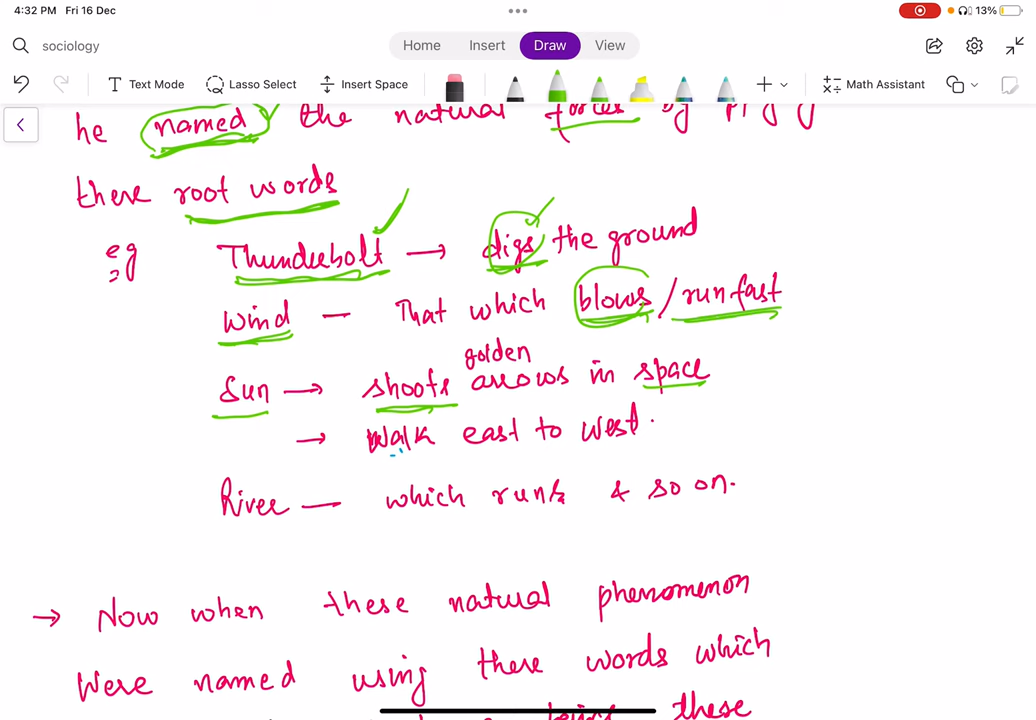 4:32 PM Fri 16 Dec
13%
sociology
Home Insert Draw View
Text Mode Lasso Select Insert Space Math Assistant
he named the natural forces
there root words
eg Thunderbolt → digs the ground
Wind — That which blows / run fast
golden
Sun → shoots arrows in space
→ walk east to west.
River — which runs & so on.
→ Now when these natural phenomenon
Were named using there words which
these